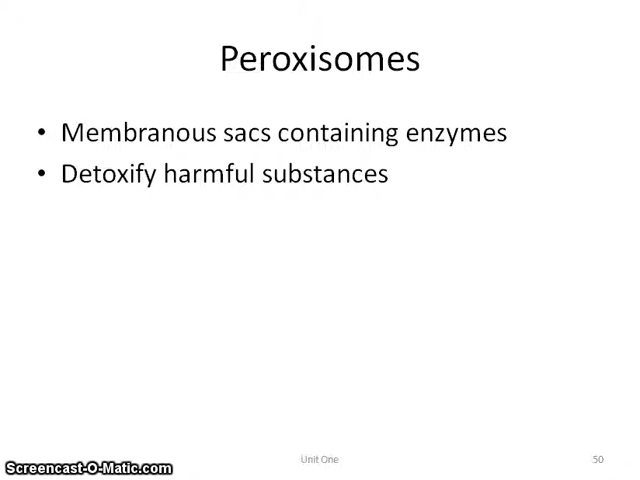 Peroxisomes
• Membranous sacs containing enzymes
• Detoxify harmful substances
Unit One
50
Screencast-O-Matic.com